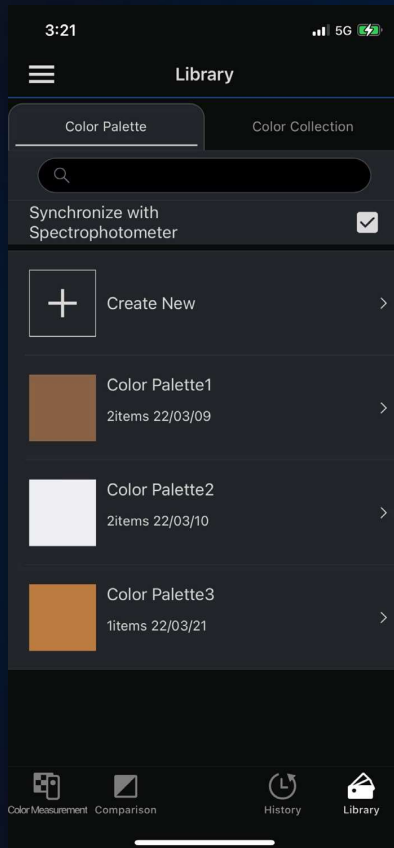 3:21
5G
Library
Color Palette
Color Collection
Synchronize with
Spectrophotometer
Create New
Color Palette1
2items 22/03/09
Color Palette2
2items 22/03/10
Color Palette3
1items 22/03/21
Color Measurement
Comparison
History
Library